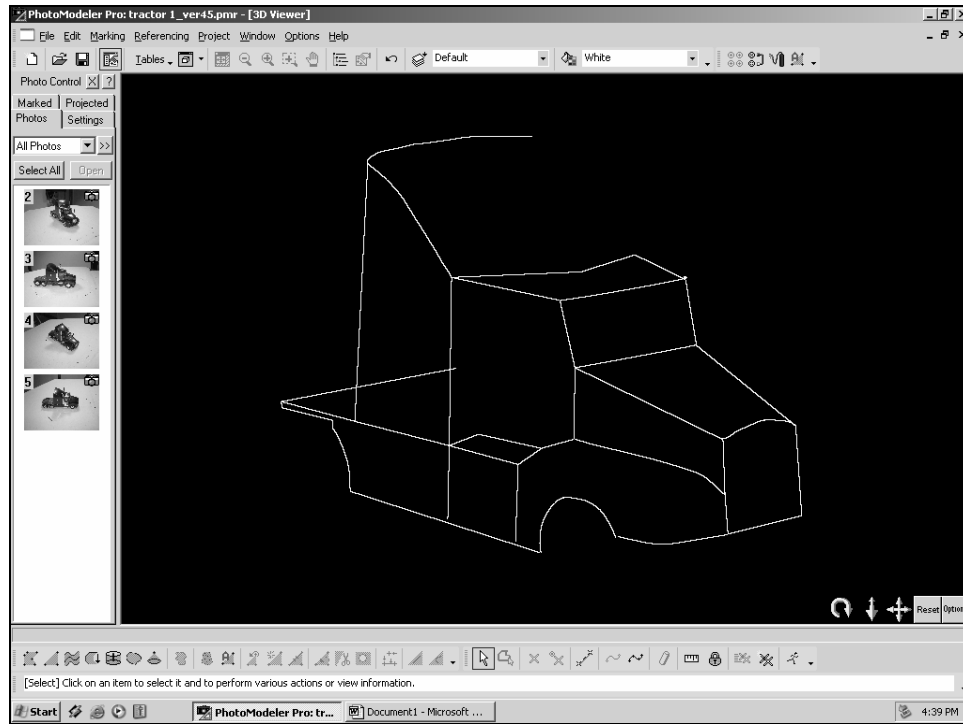 PhotoModeler Pro: tractor 1_ver45.pmr - [3D Viewer]
File Edit Marking Referencing Project Window Options Help
Tables Default White
Photo Control
Marked Projected
Photos Settings
All Photos >>
Select All Open
2
3
4
5
Reset Option
[Select] Click on an item to select it and to perform various actions or view information.
Start PhotoModeler Pro: tr... Document1 - Microsoft ... 4:39 PM